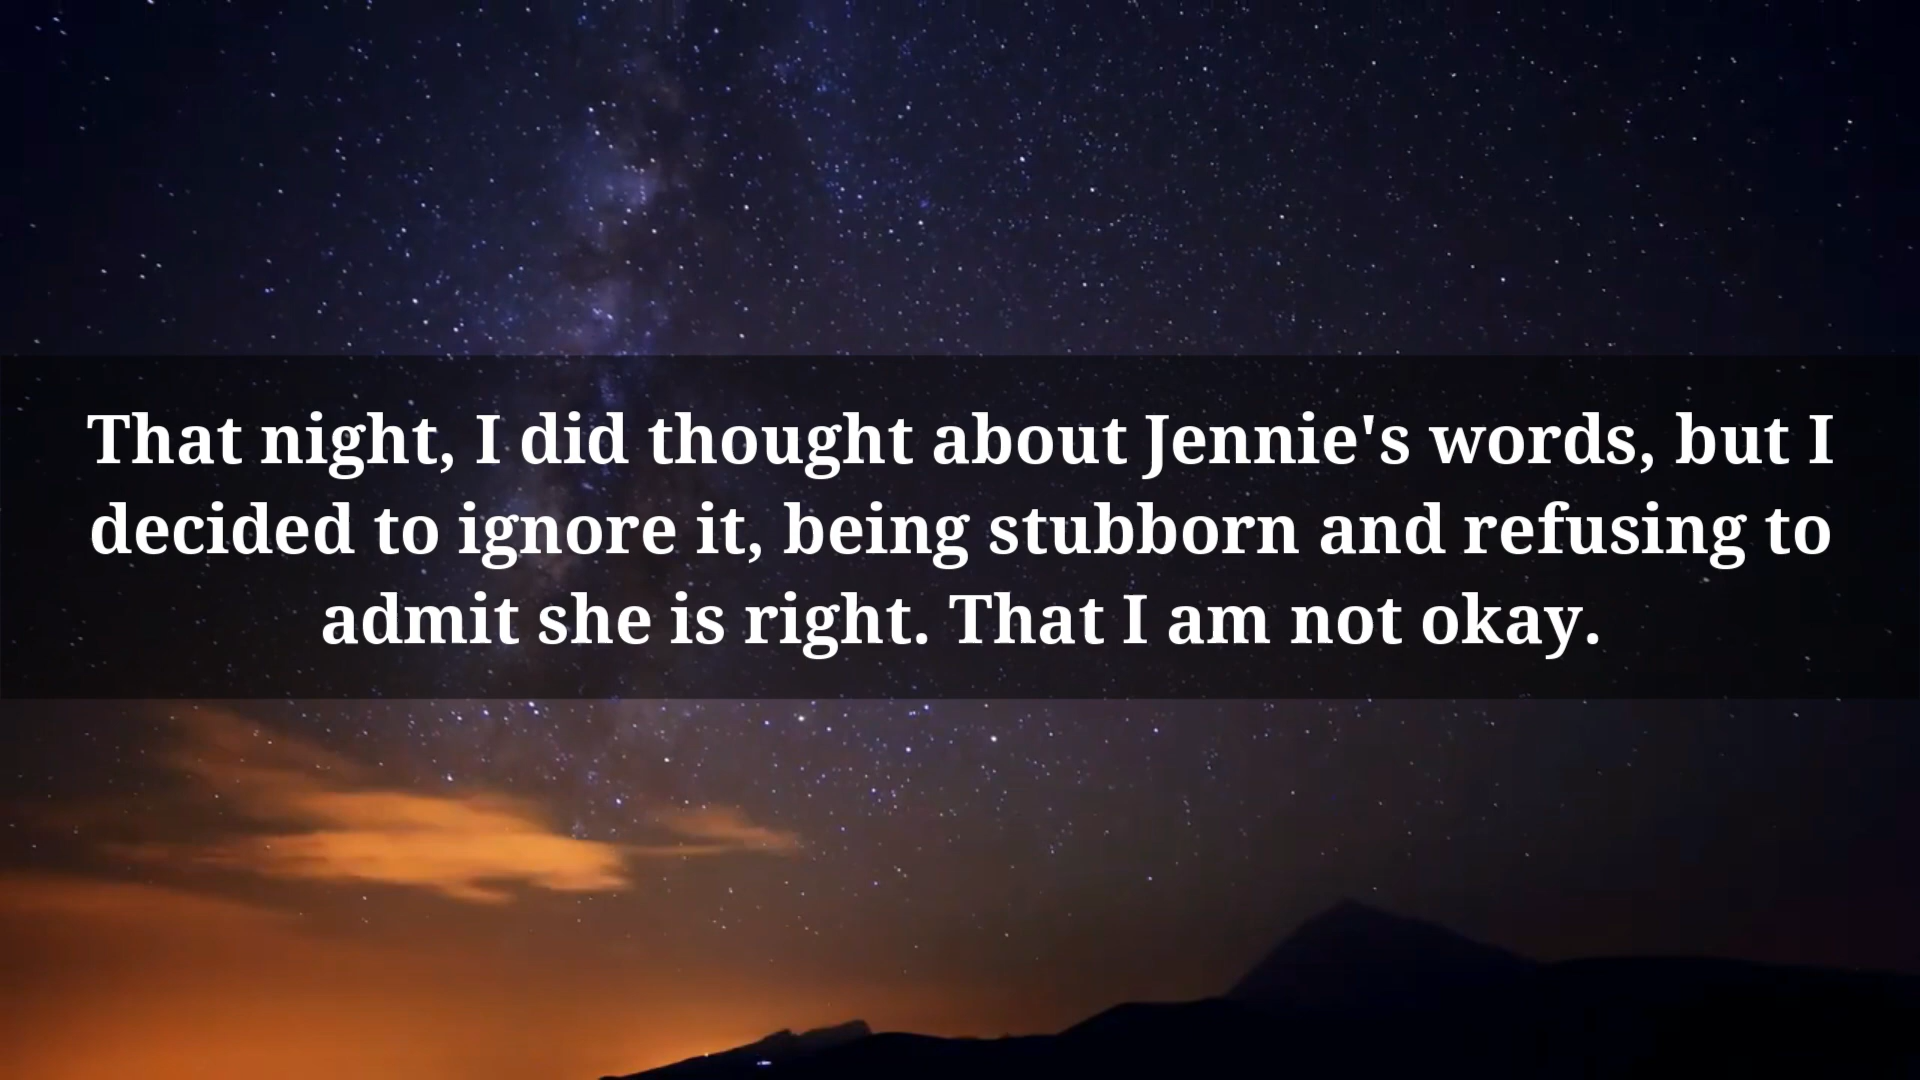 That night, I did thought about Jennie's words, but I
decided to ignore it, being stubborn and refusing to
admit she is right. That I am not okay.